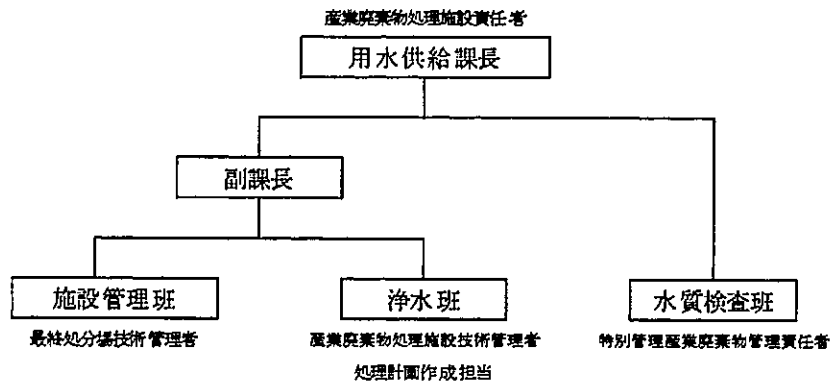 産業廃棄物処理施設責任者
用水供給課長
副課長
施設管理班
浄水班
水質検査班
最終処分場技術管理者
産業廃棄物処理施設技術管理者
特別管理産業廃棄物管理責任者
処理計画作成担当